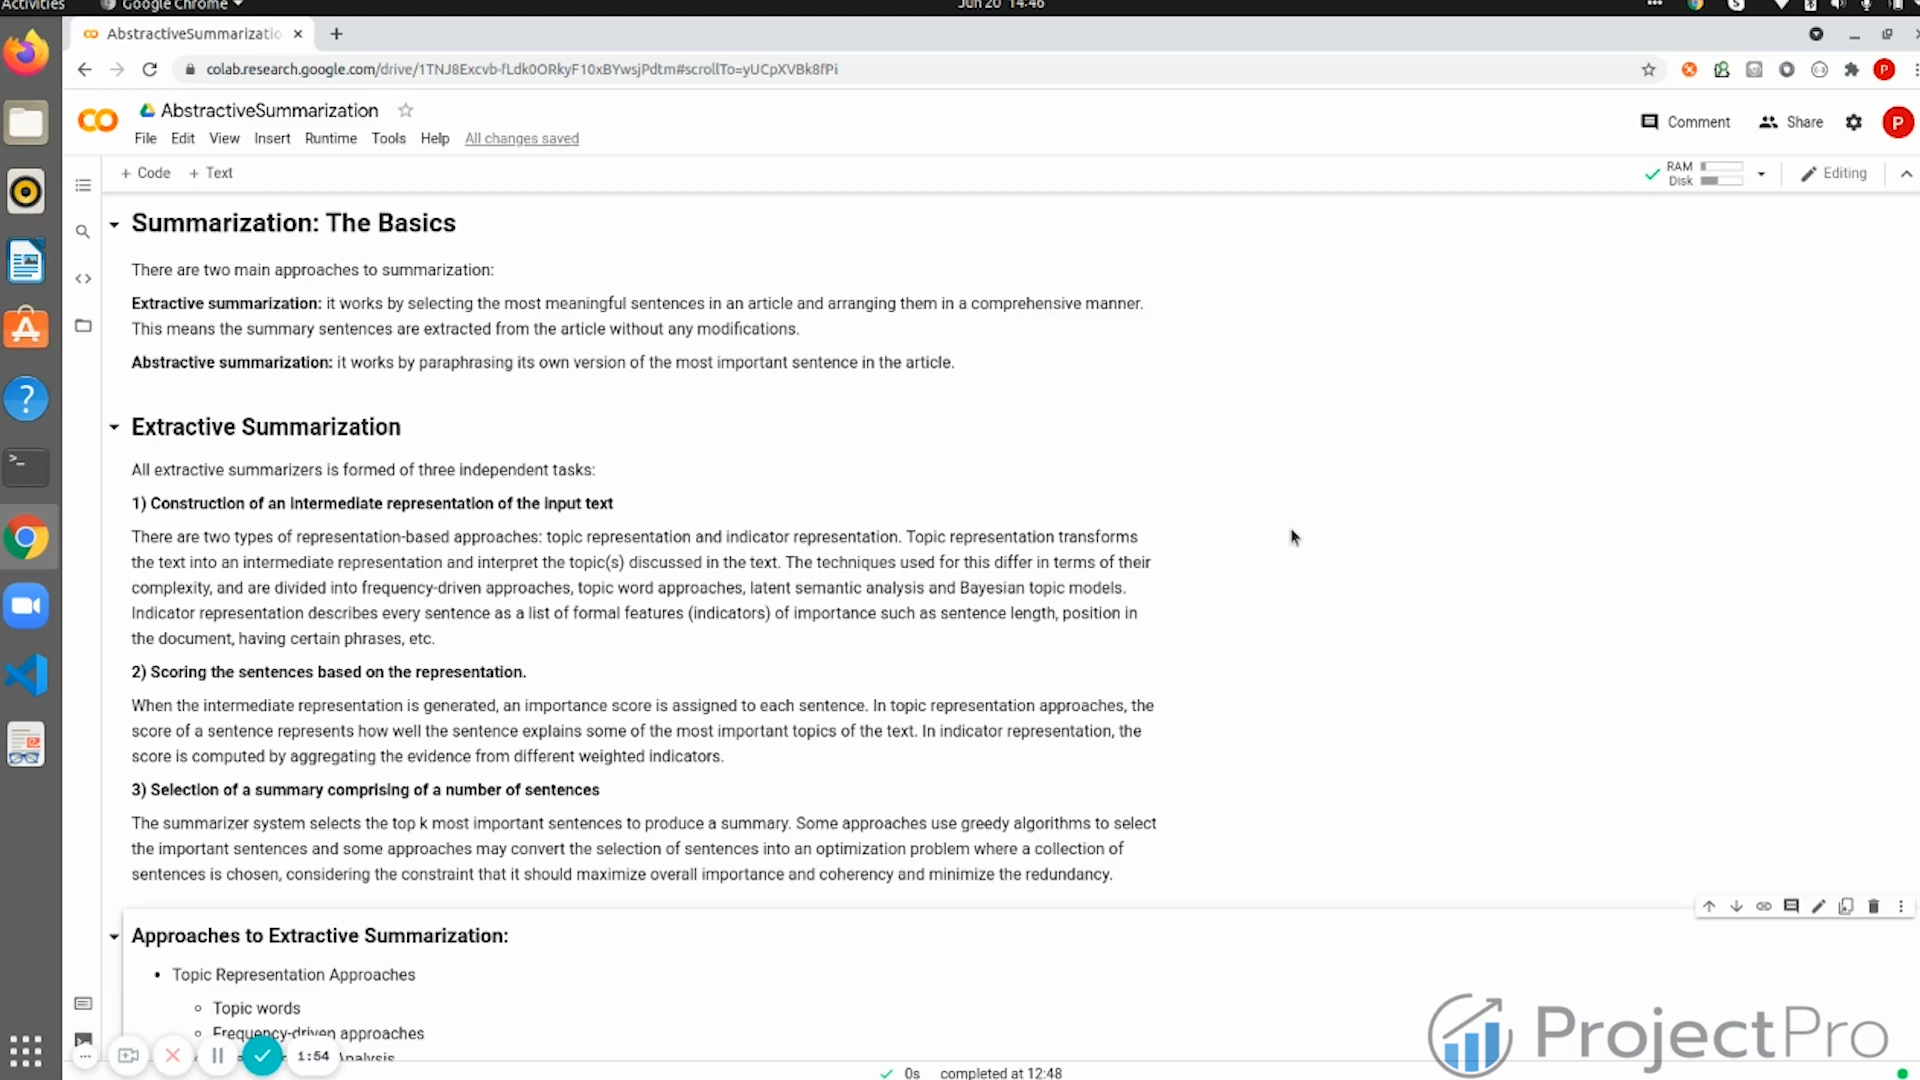 Activities
Google Chrome
Jun 20 14:46
AbstractiveSummarizatio
colab.research.google.com/drive/1TNJ8Excvb-fLdk0ORkyF10xBYwsjPdtm#scrollTo=yUCpXVBk8fPi
P
AbstractiveSummarization
File Edit View Insert Runtime Tools Help All changes saved
Comment Share P
+ Code + Text
RAM
Disk
Editing
Summarization: The Basics
There are two main approaches to summarization:
Extractive summarization: it works by selecting the most meaningful sentences in an article and arranging them in a comprehensive manner.
This means the summary sentences are extracted from the article without any modifications.
Abstractive summarization: it works by paraphrasing its own version of the most important sentence in the article.
Extractive Summarization
All extractive summarizers is formed of three independent tasks:
1) Construction of an intermediate representation of the input text
There are two types of representation-based approaches: topic representation and indicator representation. Topic representation transforms
the text into an intermediate representation and interpret the topic(s) discussed in the text. The techniques used for this differ in terms of their
complexity, and are divided into frequency-driven approaches, topic word approaches, latent semantic analysis and Bayesian topic models.
Indicator representation describes every sentence as a list of formal features (indicators) of importance such as sentence length, position in
the document, having certain phrases, etc.
2) Scoring the sentences based on the representation.
When the intermediate representation is generated, an importance score is assigned to each sentence. In topic representation approaches, the
score of a sentence represents how well the sentence explains some of the most important topics of the text. In indicator representation, the
score is computed by aggregating the evidence from different weighted indicators.
3) Selection of a summary comprising of a number of sentences
The summarizer system selects the top k most important sentences to produce a summary. Some approaches use greedy algorithms to select
the important sentences and some approaches may convert the selection of sentences into an optimization problem where a collection of
sentences is chosen, considering the constraint that it should maximize overall importance and coherency and minimize the redundancy.
Approaches to Extractive Summarization:
• Topic Representation Approaches
Topic words
Frequency-driven approaches
Analysis
1:54
0s completed at 12:48
ProjectPro